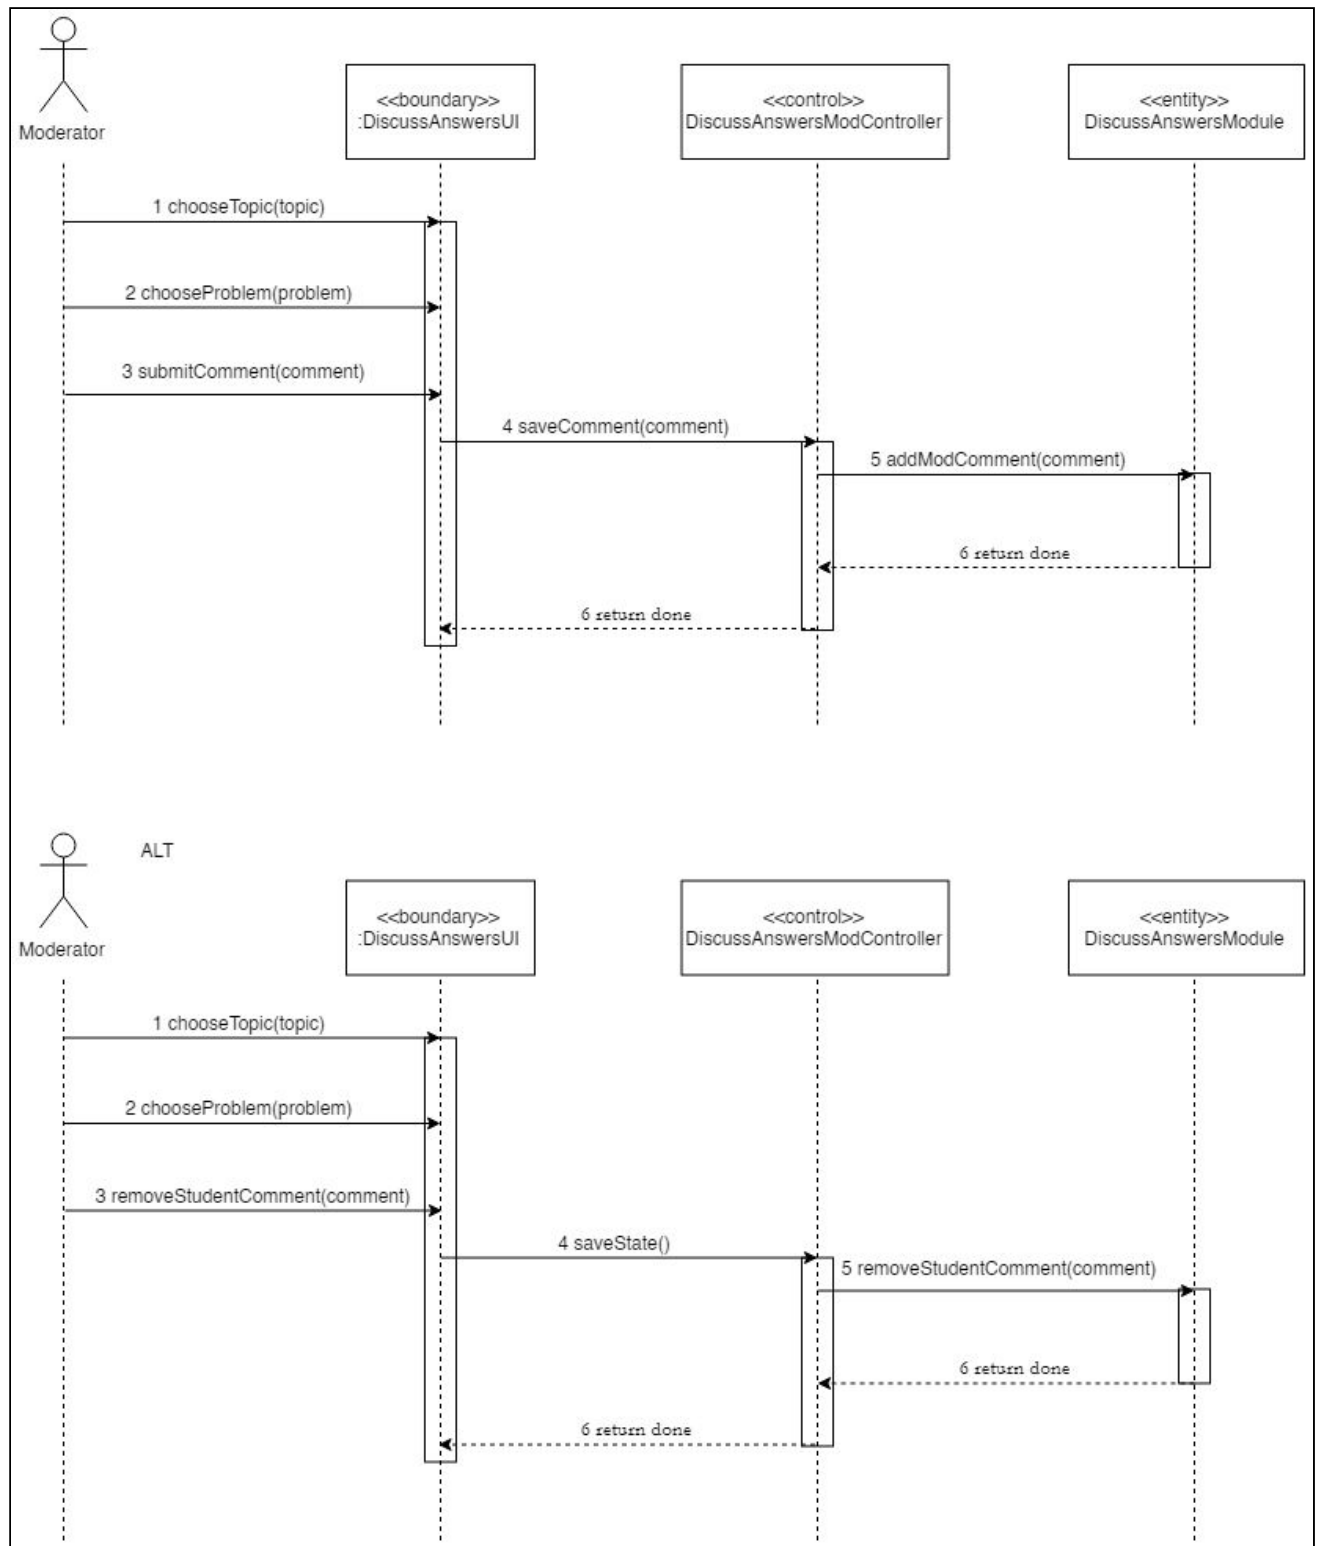 Moderator
<<boundary>>
:DiscussAnswersUI
<<control>>
DiscussAnswersModController
<<entity>>
DiscussAnswersModule
1 chooseTopic(topic)
2 chooseProblem(problem)
3 submitComment(comment)
4 saveComment(comment)
5 addModComment(comment)
6 return done
6 return done
ALT
Moderator
<<boundary>>
:DiscussAnswersUI
<<control>>
DiscussAnswersModController
<<entity>>
DiscussAnswersModule
1 chooseTopic(topic)
2 chooseProblem(problem)
3 removeStudentComment(comment)
4 saveState()
5 removeStudentComment(comment)
6 return done
6 return done